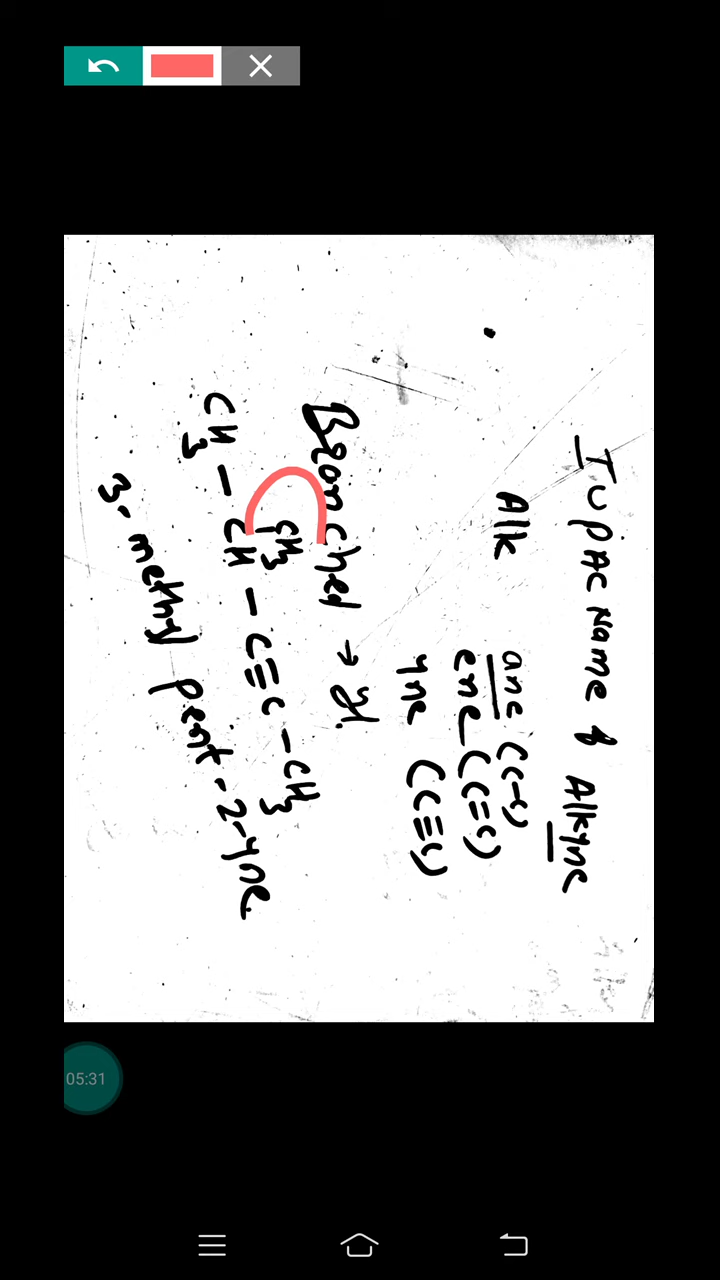 IUPAC Name of Alkyne
Alk
ane (C-C)
ene (C=C)
yne (C≡C)
Branched → yl
CH3
CH3 - CH - C≡C - CH3
3- methyl pent - 2-yne.
05:31